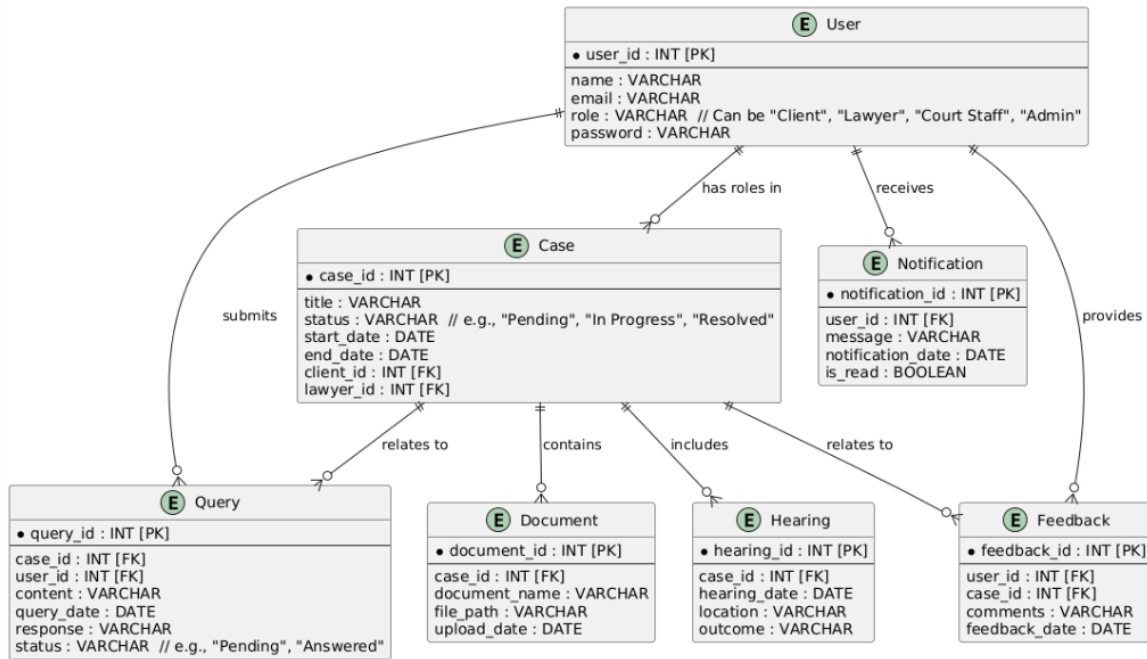 E User
* user_id : INT [PK]
name : VARCHAR
email : VARCHAR
role : VARCHAR // Can be "Client", "Lawyer", "Court Staff", "Admin"
password : VARCHAR
has roles in
receives
submits
provides
E Case
* case_id : INT [PK]
title : VARCHAR
status : VARCHAR // e.g., "Pending", "In Progress", "Resolved"
start_date : DATE
end_date : DATE
client_id : INT [FK]
lawyer_id : INT [FK]
E Notification
* notification_id : INT [PK]
user_id : INT [FK]
message : VARCHAR
notification_date : DATE
is_read : BOOLEAN
relates to
contains
includes
relates to
E Query
* query_id : INT [PK]
case_id : INT [FK]
user_id : INT [FK]
content : VARCHAR
query_date : DATE
response : VARCHAR
status : VARCHAR // e.g., "Pending", "Answered"
E Document
* document_id : INT [PK]
case_id : INT [FK]
document_name : VARCHAR
file_path : VARCHAR
upload_date : DATE
E Hearing
* hearing_id : INT [PK]
case_id : INT [FK]
hearing_date : DATE
location : VARCHAR
outcome : VARCHAR
E Feedback
* feedback_id : INT [PK]
user_id : INT [FK]
case_id : INT [FK]
comments : VARCHAR
feedback_date : DATE